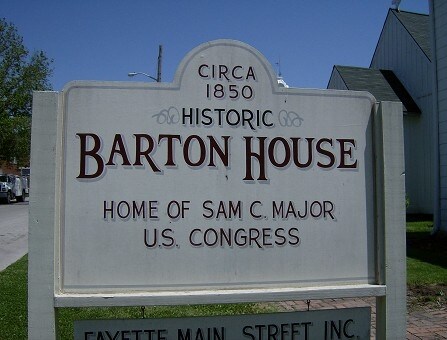 CIRCA
1850
HISTORIC
BARTON HOUSE
HOME OF SAM C. MAJOR
U.S. CONGRESS
FAYETTE MAIN STREET INC.